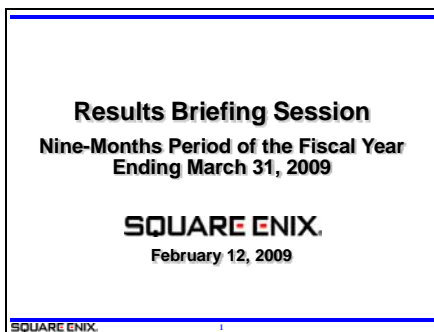 Results Briefing Session
Nine-Months Period of the Fiscal Year
Ending March 31, 2009
SQUARE ENIX.
February 12, 2009
SQUARE ENIX.
1